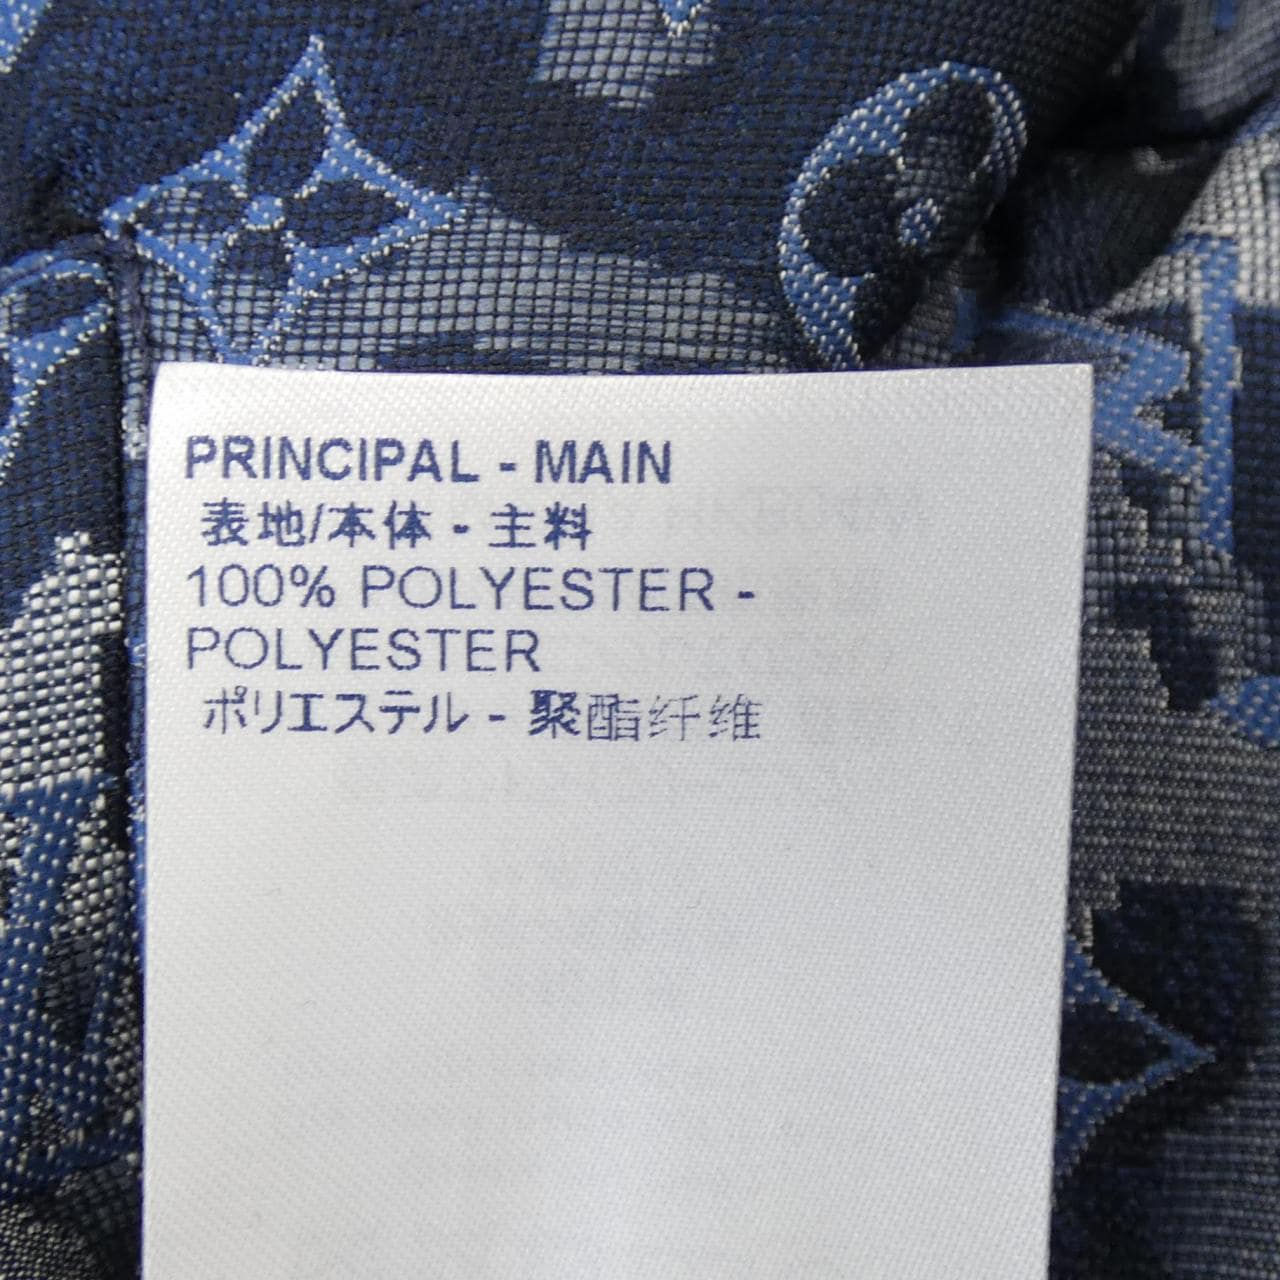 PRINCIPAL - MAIN
表地/本体 - 主料
100% POLYESTER -
POLYESTER
ポリエステル - 聚酯纤维